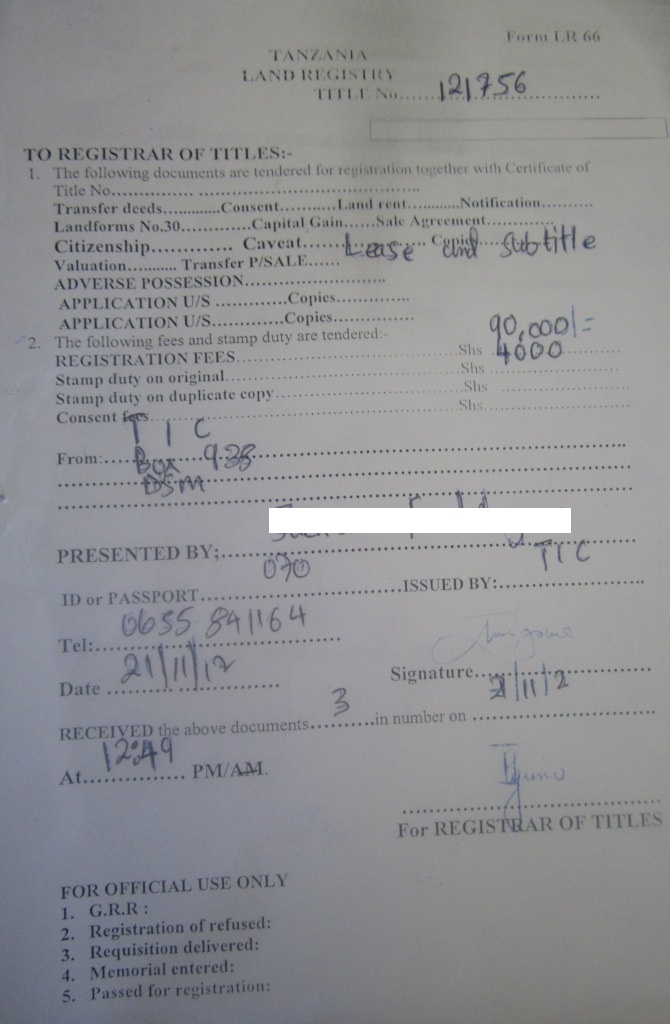 Form LR 66
TANZANIA
LAND REGISTRY
TITLE No......121756..................
TO REGISTRAR OF TITLES:-
1. The following documents are tendered for registration together with Certificate of
Title No.............. ......................................
Transfer deeds............Consent..........Land rent...........Notification..........
Landforms No.30..............Capital Gain......Sale Agreement.............
Citizenship............. Caveat....... Lease and subtitle
Valuation.......... Transfer P/SALE......
ADVERSE POSSESSION........................
APPLICATION U/S ............Copies.............
APPLICATION U/S............Copies.............
2. The following fees and stamp duty are tendered:-
90,000/=
REGISTRATION FEES........................................Shs 4000............
Stamp duty on original..........................................Shs ....................
Stamp duty on duplicate copy..................................Shs ....................
Consent fees..........................................................Shs....................
TIC
From:.....Box 938..........................................................
DSM
PRESENTED BY;...........................................................
070 TIC
ID or PASSPORT..............................ISSUED BY:.........................
Tel:....0655 841164..............................
Date ....21/11/12................
Signature..............................
21/11/12
RECEIVED the above documents....3......in number on ............................
At....12:49........... PM/AM.
..........................................
For REGISTRAR OF TITLES
FOR OFFICIAL USE ONLY
1. G.R.R :
2. Registration of refused:
3. Requisition delivered:
4. Memorial entered:
5. Passed for registration: